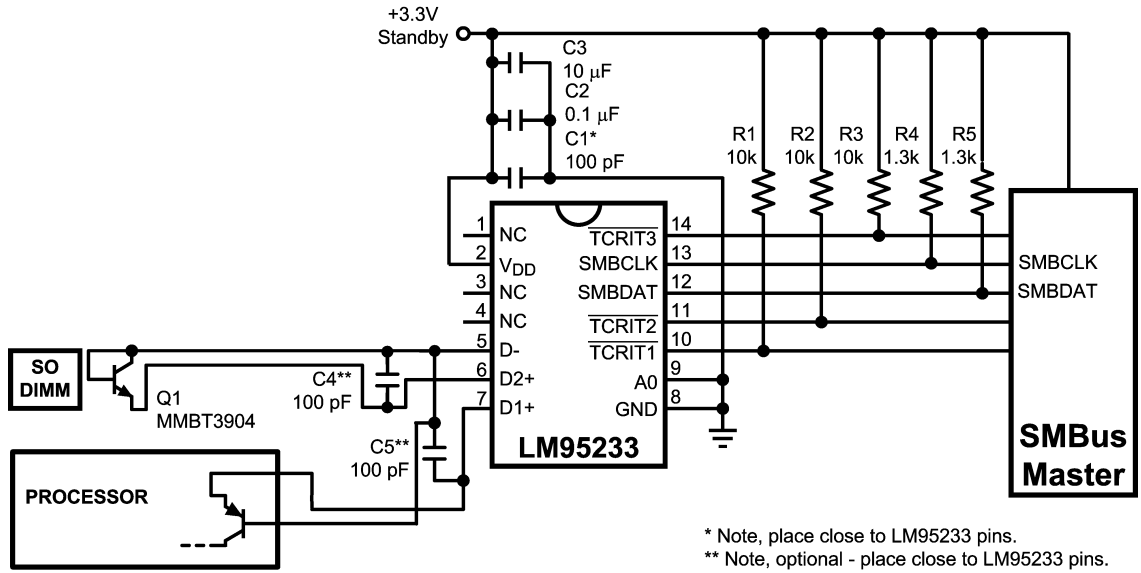 +3.3V
Standby
C3
10 μF
C2
0.1 μF
C1*
100 pF
R1
10k
R2
10k
R3
10k
R4
1.3k
R5
1.3k
1
NC
2
VDD
3
NC
4
NC
5
D-
6
D2+
7
D1+
TCRIT3
14
SMBCLK
13
SMBDAT
12
TCRIT2
11
TCRIT1
10
A0
9
GND
8
LM95233
SMBCLK
SMBDAT
SMBus
Master
SO
DIMM
Q1
MMBT3904
C4**
100 pF
C5**
100 pF
PROCESSOR
* Note, place close to LM95233 pins.
** Note, optional - place close to LM95233 pins.